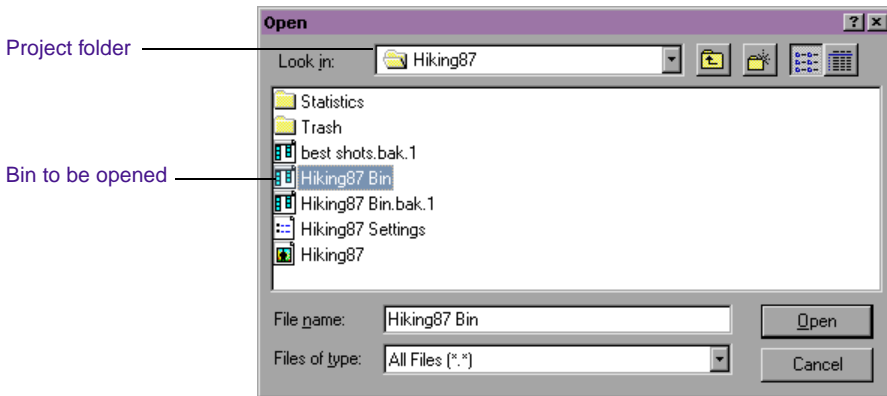 Open
Project folder
Look in: Hiking87
Statistics
Trash
best shots.bak.1
Bin to be opened
Hiking87 Bin
Hiking87 Bin.bak.1
Hiking87 Settings
Hiking87
File name: Hiking87 Bin
Open
Files of type: All Files (*.*)
Cancel